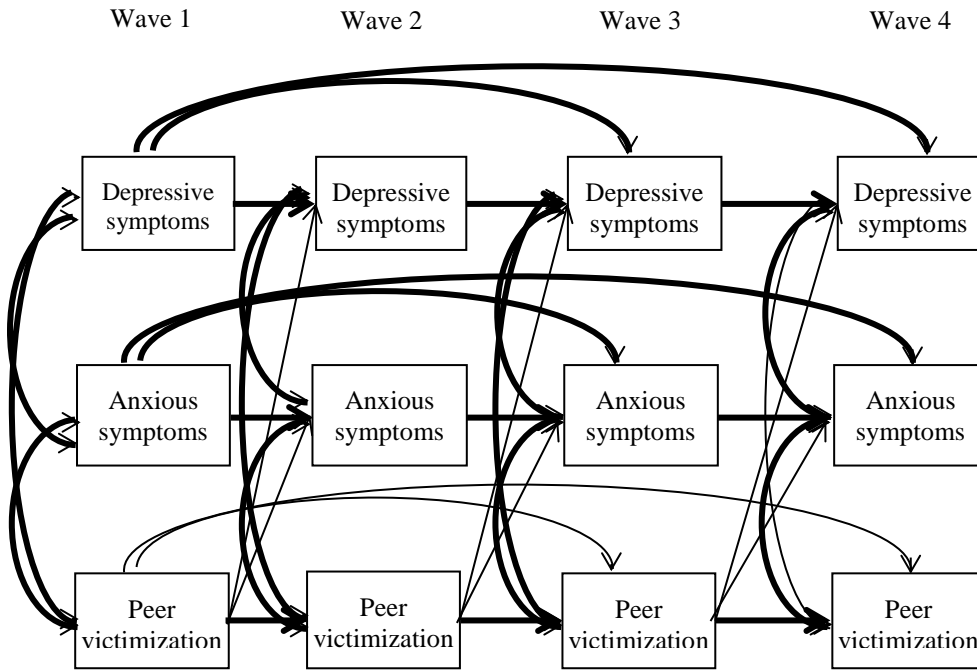 Wave 1
Wave 2
Wave 3
Wave 4
Depressive
symptoms
Depressive
symptoms
Depressive
symptoms
Depressive
symptoms
Anxious
symptoms
Anxious
symptoms
Anxious
symptoms
Anxious
symptoms
Peer
victimization
Peer
victimization
Peer
victimization
Peer
victimization